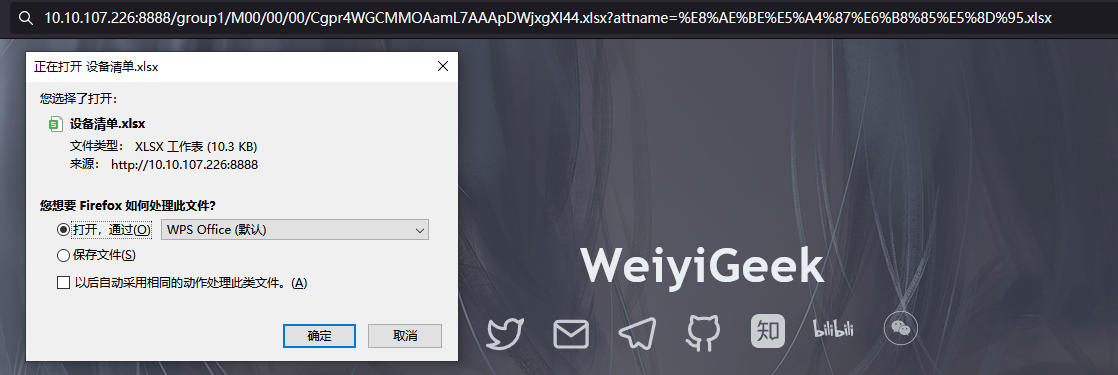 10.10.107.226:8888/group1/M00/00/00/Cgpr4WGCMMOAamL7AAApDWjxgXI44.xlsx?attname=%E8%AE%BE%E5%A4%87%E6%B8%85%E5%8D%95.xlsx
正在打开 设备清单.xlsx
您选择了打开：
设备清单.xlsx
文件类型： XLSX 工作表 (10.3 KB)
来源： http://10.10.107.226:8888
您想要 Firefox 如何处理此文件?
打开，通过(O) WPS Office (默认)
保存文件(S)
以后自动采用相同的动作处理此类文件。(A)
确定 取消
WeiyiGeek
知 bilibili